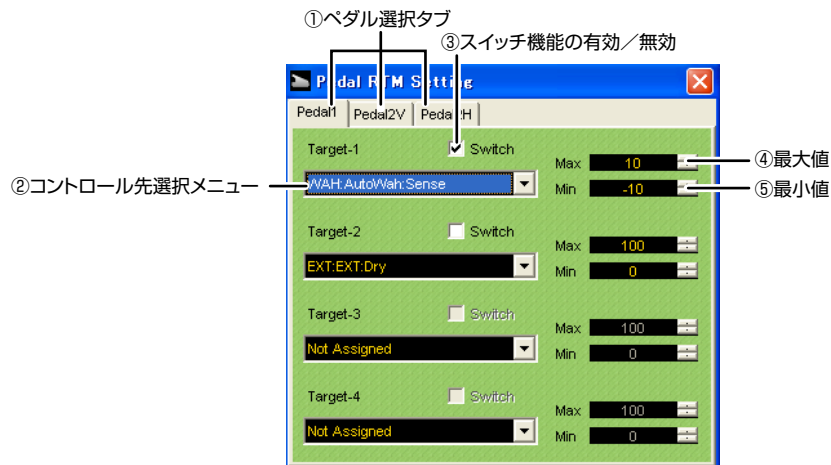 ①ペダル選択タブ
③スイッチ機能の有効／無効
Pedal RTM Setting
Pedal1 Pedal2V Pedal2H
Target-1 Switch
Max 10 ④最大値
②コントロール先選択メニュー WAH:AutoWah:Sense
Min -10 ⑤最小値
Target-2 Switch
Max 100
EXT:EXT:Dry
Min 0
Target-3 Switch
Max 100
Not Assigned
Min 0
Target-4 Switch
Max 100
Not Assigned
Min 0